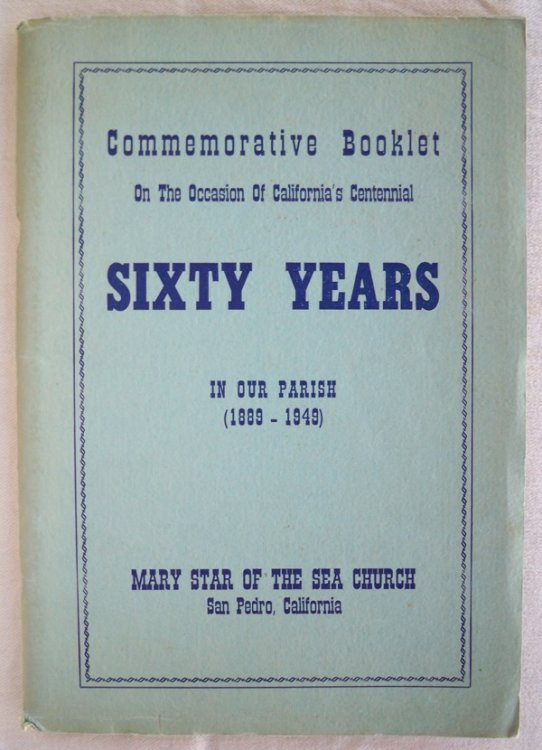 Commemorative Booklet
On The Occasion Of California's Centennial
SIXTY YEARS
IN OUR PARISH
(1889 - 1949)
MARY STAR OF THE SEA CHURCH
San Pedro, California